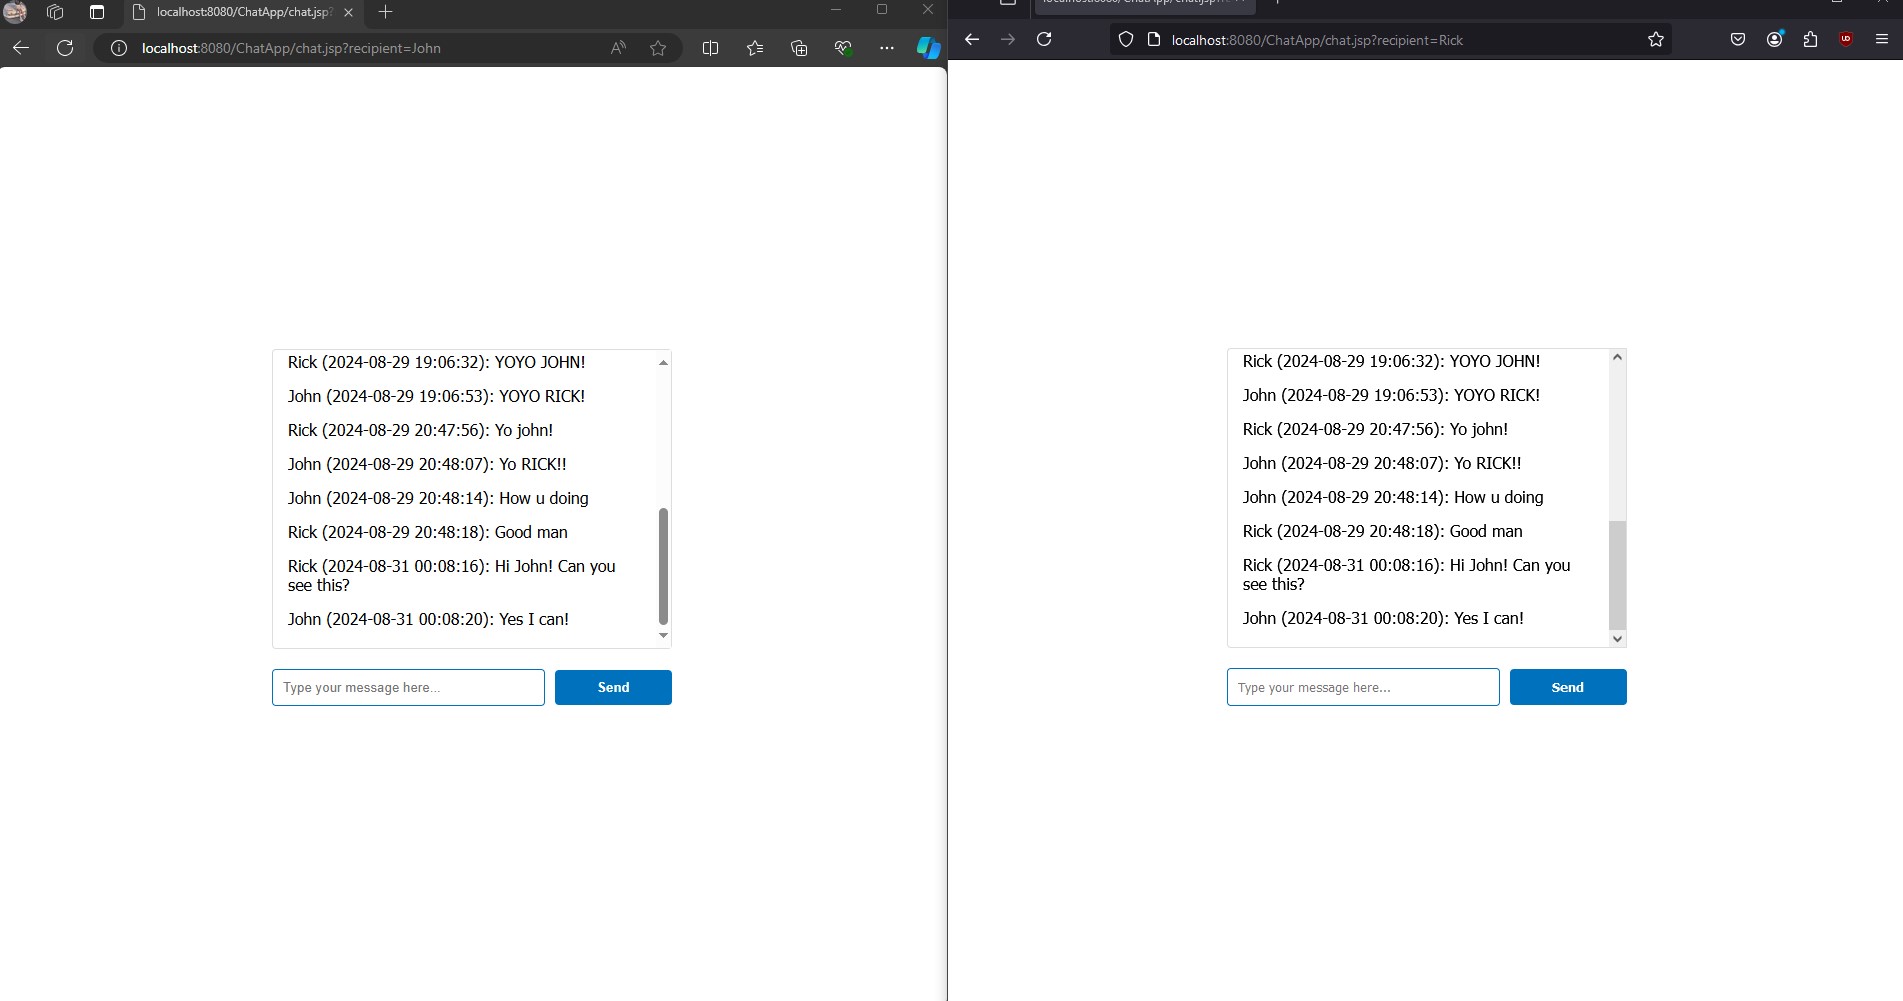 localhost:8080/ChatApp/chat.jsp?
localhost:8080/ChatApp/chat.jsp?recipient=John
Rick (2024-08-29 19:06:32): YOYO JOHN!
John (2024-08-29 19:06:53): YOYO RICK!
Rick (2024-08-29 20:47:56): Yo john!
John (2024-08-29 20:48:07): Yo RICK!!
John (2024-08-29 20:48:14): How u doing
Rick (2024-08-29 20:48:18): Good man
Rick (2024-08-31 00:08:16): Hi John! Can you
see this?
John (2024-08-31 00:08:20): Yes I can!
Type your message here...
Send
localhost:8080/ChatApp/chat.jsp?recipient=Rick
Rick (2024-08-29 19:06:32): YOYO JOHN!
John (2024-08-29 19:06:53): YOYO RICK!
Rick (2024-08-29 20:47:56): Yo john!
John (2024-08-29 20:48:07): Yo RICK!!
John (2024-08-29 20:48:14): How u doing
Rick (2024-08-29 20:48:18): Good man
Rick (2024-08-31 00:08:16): Hi John! Can you
see this?
John (2024-08-31 00:08:20): Yes I can!
Type your message here...
Send